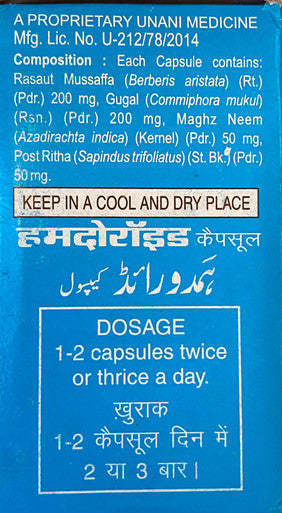 A PROPRIETARY UNANI MEDICINE
Mfg. Lic. No. U-212/78/2014
Composition : Each Capsule contains:
Rasaut Mussaffa (Berberis aristata) (Rt.)
(Pdr.) 200 mg, Gugal (Commiphora mukul)
(Rsn.) (Pdr.) 200 mg, Maghz Neem
(Azadirachta indica) (Kernel) (Pdr.) 50 mg,
Post Ritha (Sapindus trifoliatus) (St. Bk.) (Pdr.)
50 mg.
KEEP IN A COOL AND DRY PLACE
हमदोरॉइड कैपसूल
ہمدورائڈ کیپسول
DOSAGE
1-2 capsules twice
or thrice a day.
ख़ुराक
1-2 कैपसूल दिन में
2 या 3 बार।